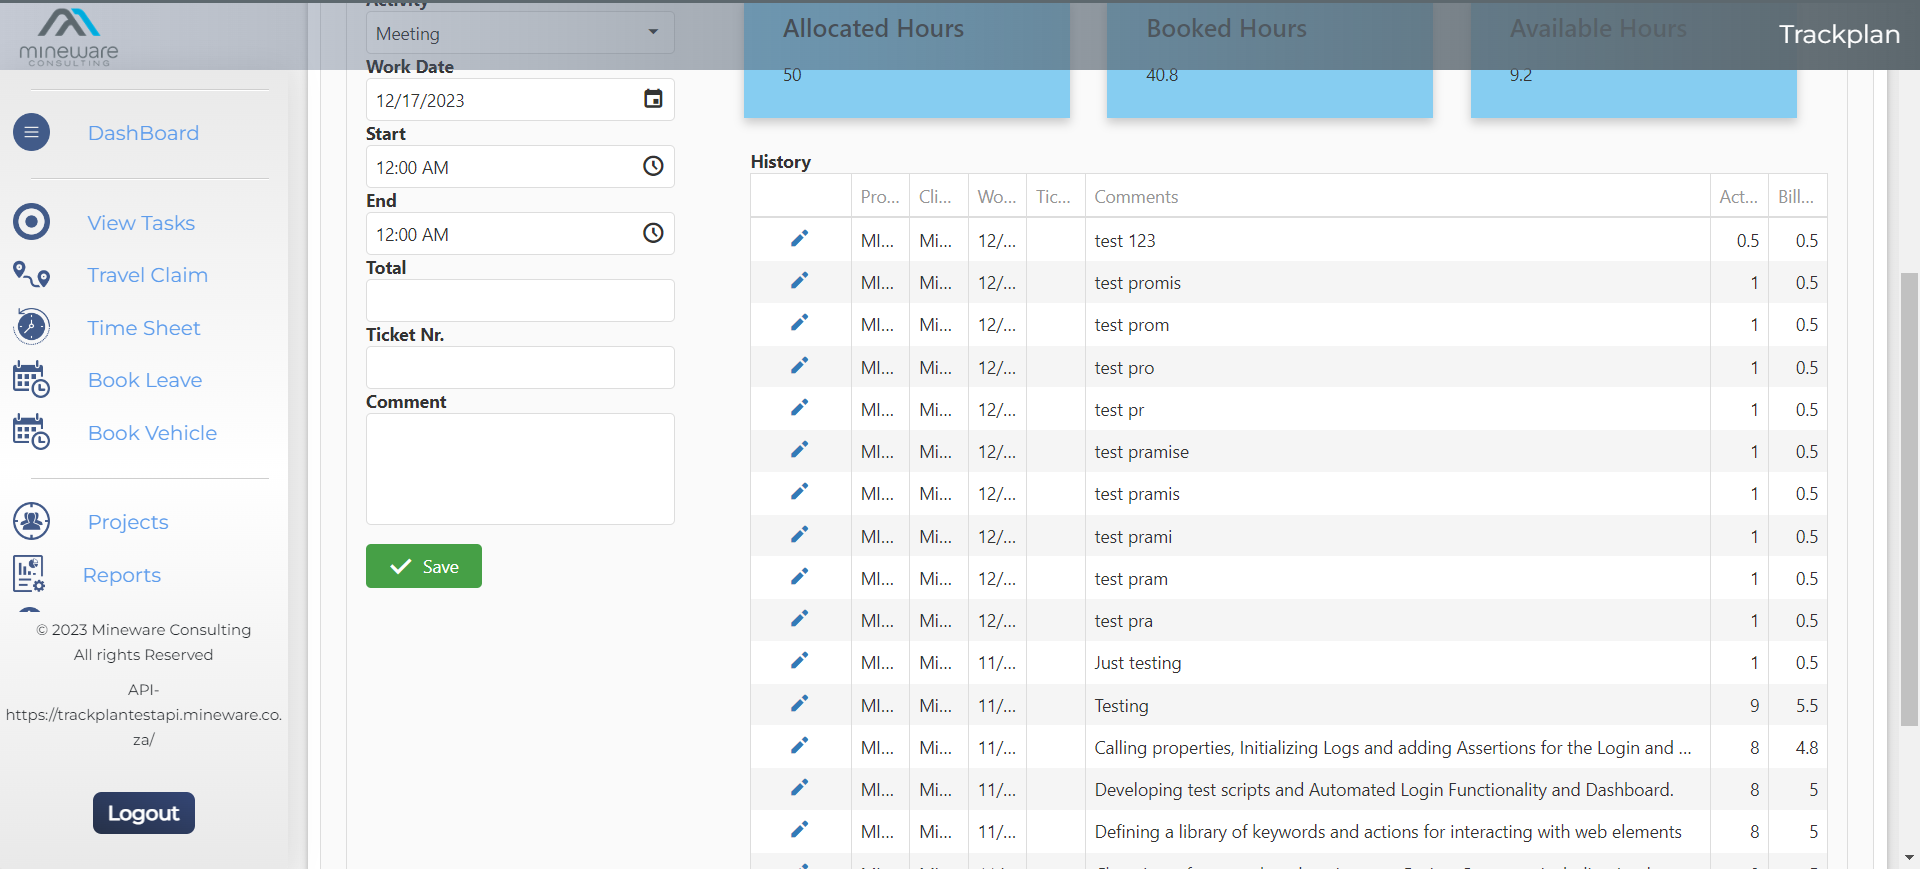 mineware
CONSULTING
Trackplan
DashBoard
View Tasks
Travel Claim
Time Sheet
Book Leave
Book Vehicle
Projects
Reports
© 2023 Mineware Consulting
All rights Reserved
API-
https://trackplantestapi.mineware.co.
za/
Logout
Activity
Meeting
Work Date
12/17/2023
Start
12:00 AM
End
12:00 AM
Total
Ticket Nr.
Comment
Save
Allocated Hours
50
Booked Hours
40.8
Available Hours
9.2
History
Pro... Cli... Wo... Tic... Comments Act... Bill...
MI... Mi... 12/... test 123 0.5 0.5
MI... Mi... 12/... test promis 1 0.5
MI... Mi... 12/... test prom 1 0.5
MI... Mi... 12/... test pro 1 0.5
MI... Mi... 12/... test pr 1 0.5
MI... Mi... 12/... test pramise 1 0.5
MI... Mi... 12/... test pramis 1 0.5
MI... Mi... 12/... test prami 1 0.5
MI... Mi... 12/... test pram 1 0.5
MI... Mi... 12/... test pra 1 0.5
MI... Mi... 11/... Just testing 1 0.5
MI... Mi... 11/... Testing 9 5.5
MI... Mi... 11/... Calling properties, Initializing Logs and adding Assertions for the Login and ... 8 4.8
MI... Mi... 11/... Developing test scripts and Automated Login Functionality and Dashboard. 8 5
MI... Mi... 11/... Defining a library of keywords and actions for interacting with web elements 8 5